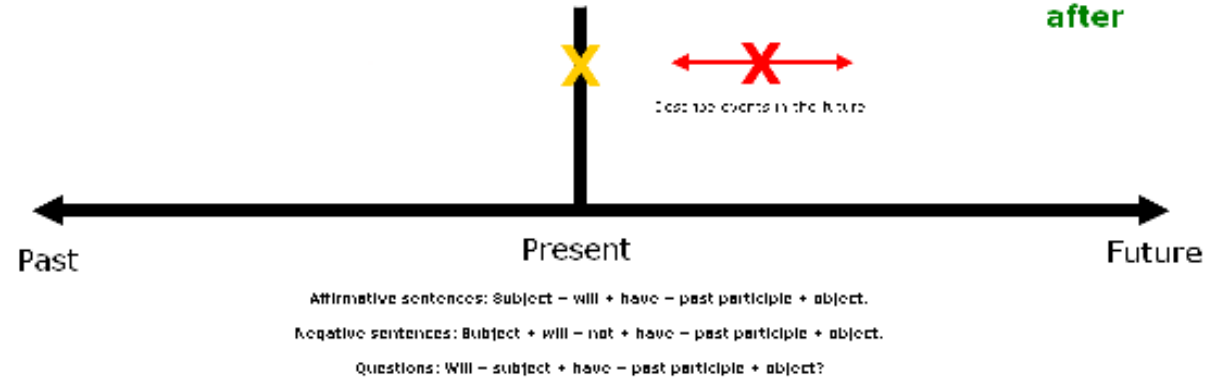 after
X
X
Describe events in the future
Past
Present
Future
Affirmative sentences: Subject + will + have + past participle + object.
Negative sentences: Subject + will + not + have + past participle + object.
Questions: Will + subject + have + past participle + object?